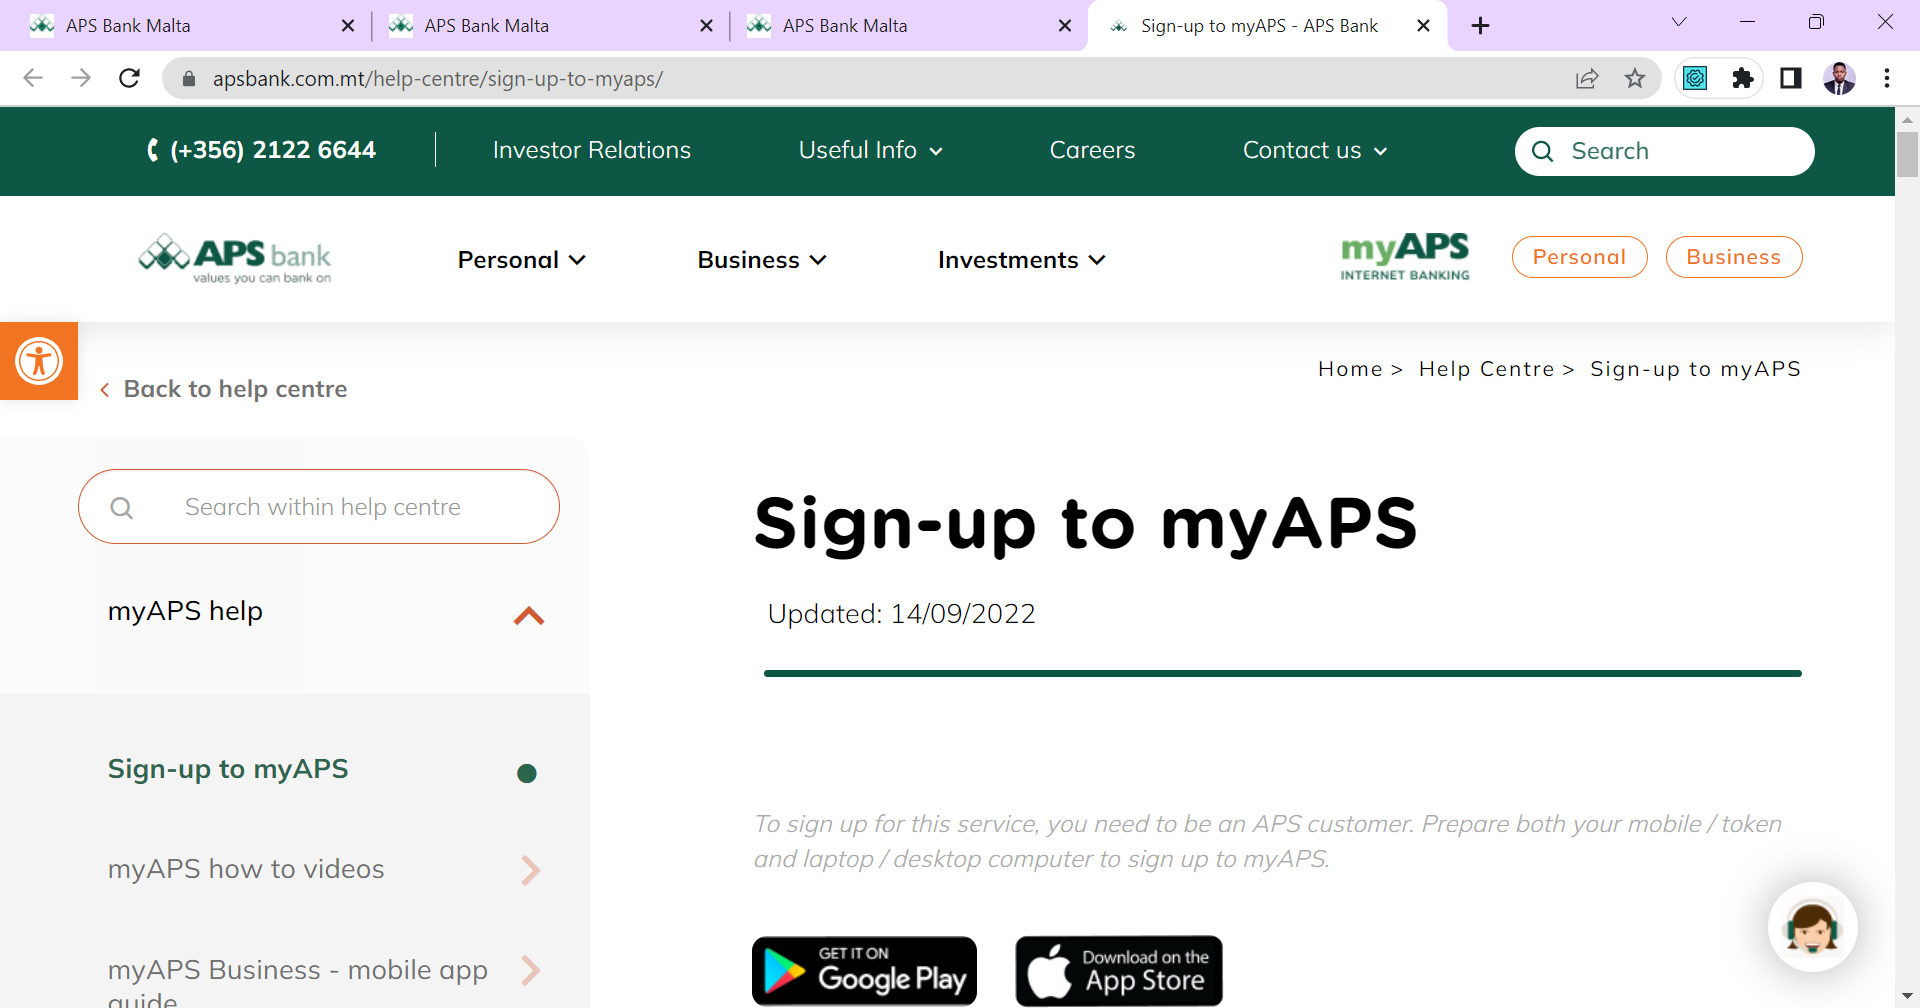 APS Bank Malta
APS Bank Malta
APS Bank Malta
Sign-up to myAPS - APS Bank
apsbank.com.mt/help-centre/sign-up-to-myaps/
(+356) 2122 6644
Investor Relations
Useful Info
Careers
Contact us
Search
APS bank
values you can bank on
Personal
Business
Investments
myAPS
INTERNET BANKING
Personal
Business
Home > Help Centre > Sign-up to myAPS
Back to help centre
Search within help centre
myAPS help
Sign-up to myAPS
myAPS how to videos
myAPS Business - mobile app
guide
Sign-up to myAPS
Updated: 14/09/2022
To sign up for this service, you need to be an APS customer. Prepare both your mobile / token
and laptop / desktop computer to sign up to myAPS.
GET IT ON
Google Play
Download on the
App Store